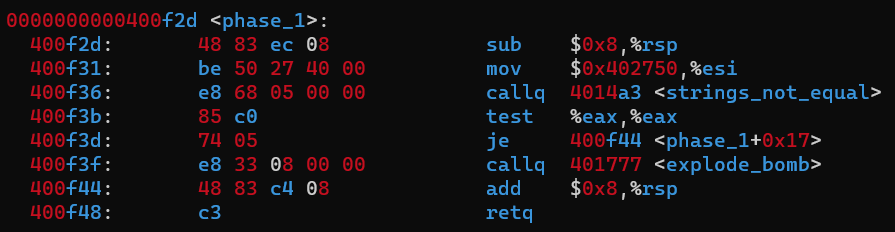 0000000000400f2d <phase_1>:
400f2d: 48 83 ec 08 sub $0x8,%rsp
400f31: be 50 27 40 00 mov $0x402750,%esi
400f36: e8 68 05 00 00 callq 4014a3 <strings_not_equal>
400f3b: 85 c0 test %eax,%eax
400f3d: 74 05 je 400f44 <phase_1+0x17>
400f3f: e8 33 08 00 00 callq 401777 <explode_bomb>
400f44: 48 83 c4 08 add $0x8,%rsp
400f48: c3 retq